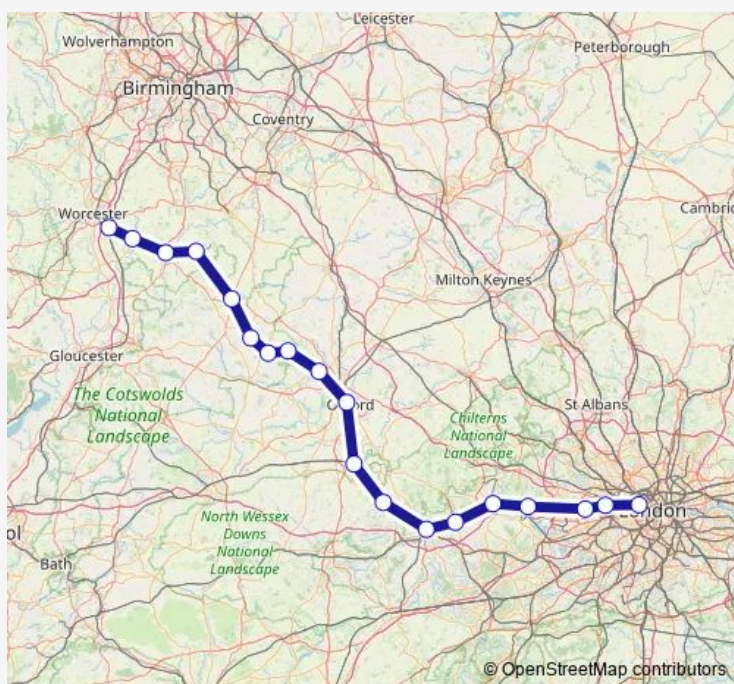 Leicester
Wolverhampton
Peterborough
Birmingham
Coventry
Worcester
Cambri
Milton Keynes
Gloucester
The Cotswolds
National
Landscape
St Albans
Chilterns
National
Landscape
North Wessex
Downs
National
Landscape
London
ol
Bath
© OpenStreetMap contributors